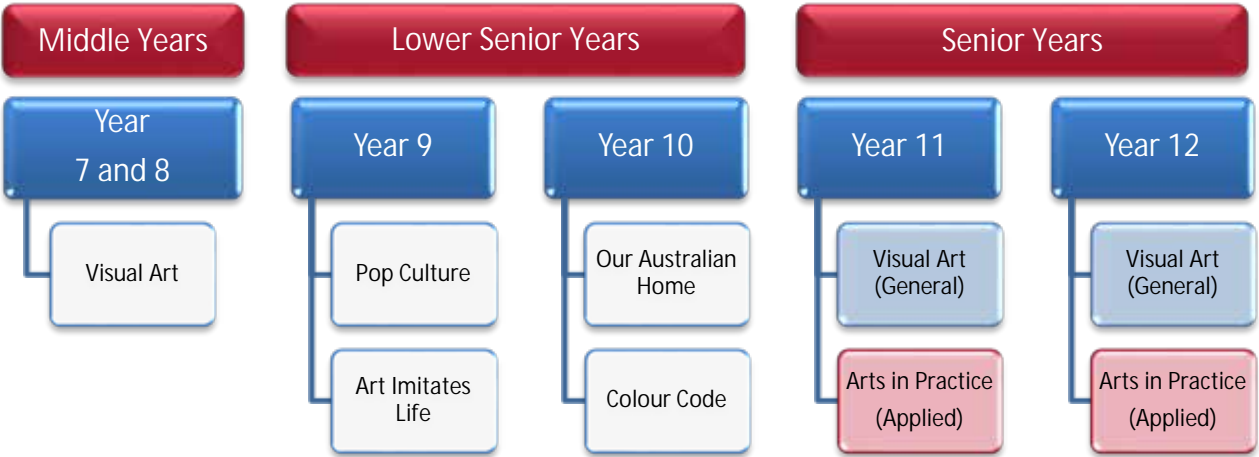 Middle Years
Lower Senior Years
Senior Years
Year
7 and 8
Year 9
Year 10
Year 11
Year 12
Visual Art
Pop Culture
Our Australian
Home
Visual Art
(General)
Visual Art
(General)
Art Imitates
Life
Colour Code
Arts in Practice
(Applied)
Arts in Practice
(Applied)